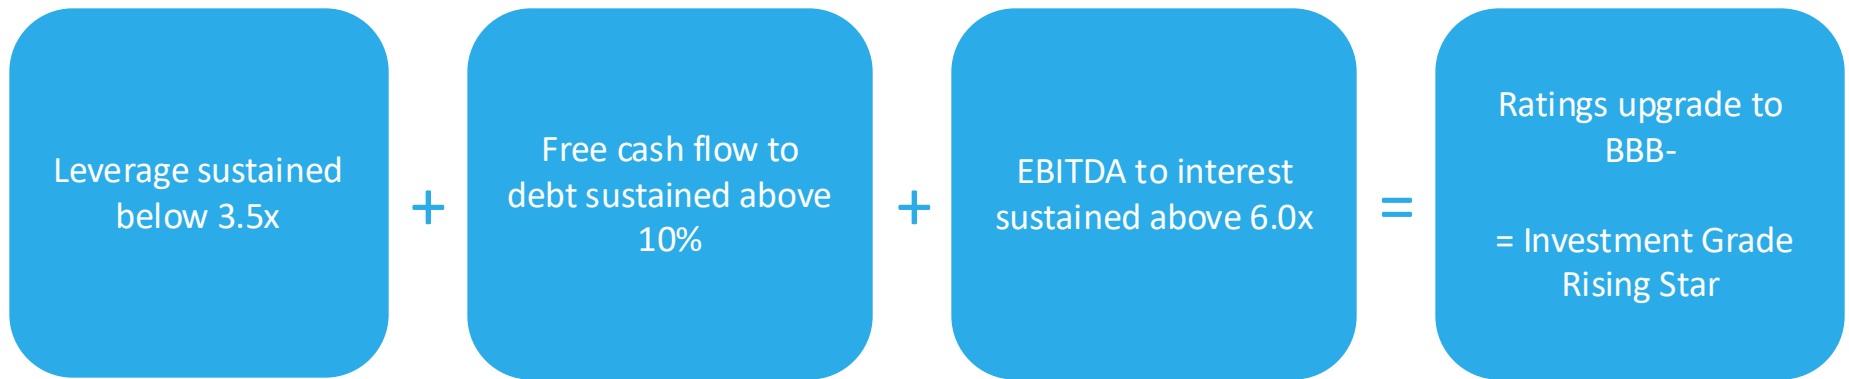 Leverage sustained
below 3.5x
+
Free cash flow to
debt sustained above
10%
+
EBITDA to interest
sustained above 6.0x
=
Ratings upgrade to
BBB-
= Investment Grade
Rising Star